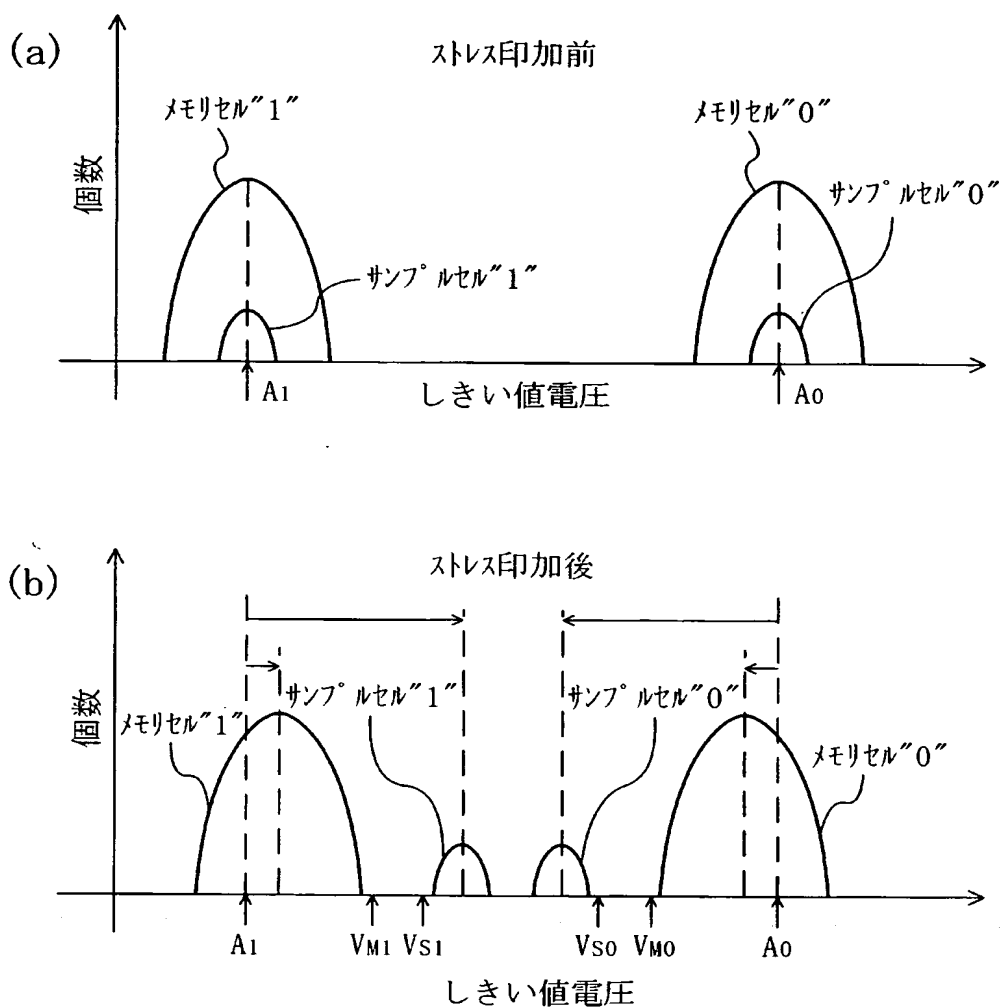 (a)
ストレス印加前
メモリセル"1"
メモリセル"0"
サンプルセル"0"
サンプルセル"1"
個数
A1
しきい値電圧
A0
(b)
ストレス印加後
サンプルセル"1"
サンプルセル"0"
メモリセル"1"
メモリセル"0"
個数
A1
VM1
VS1
VS0
VM0
A0
しきい値電圧